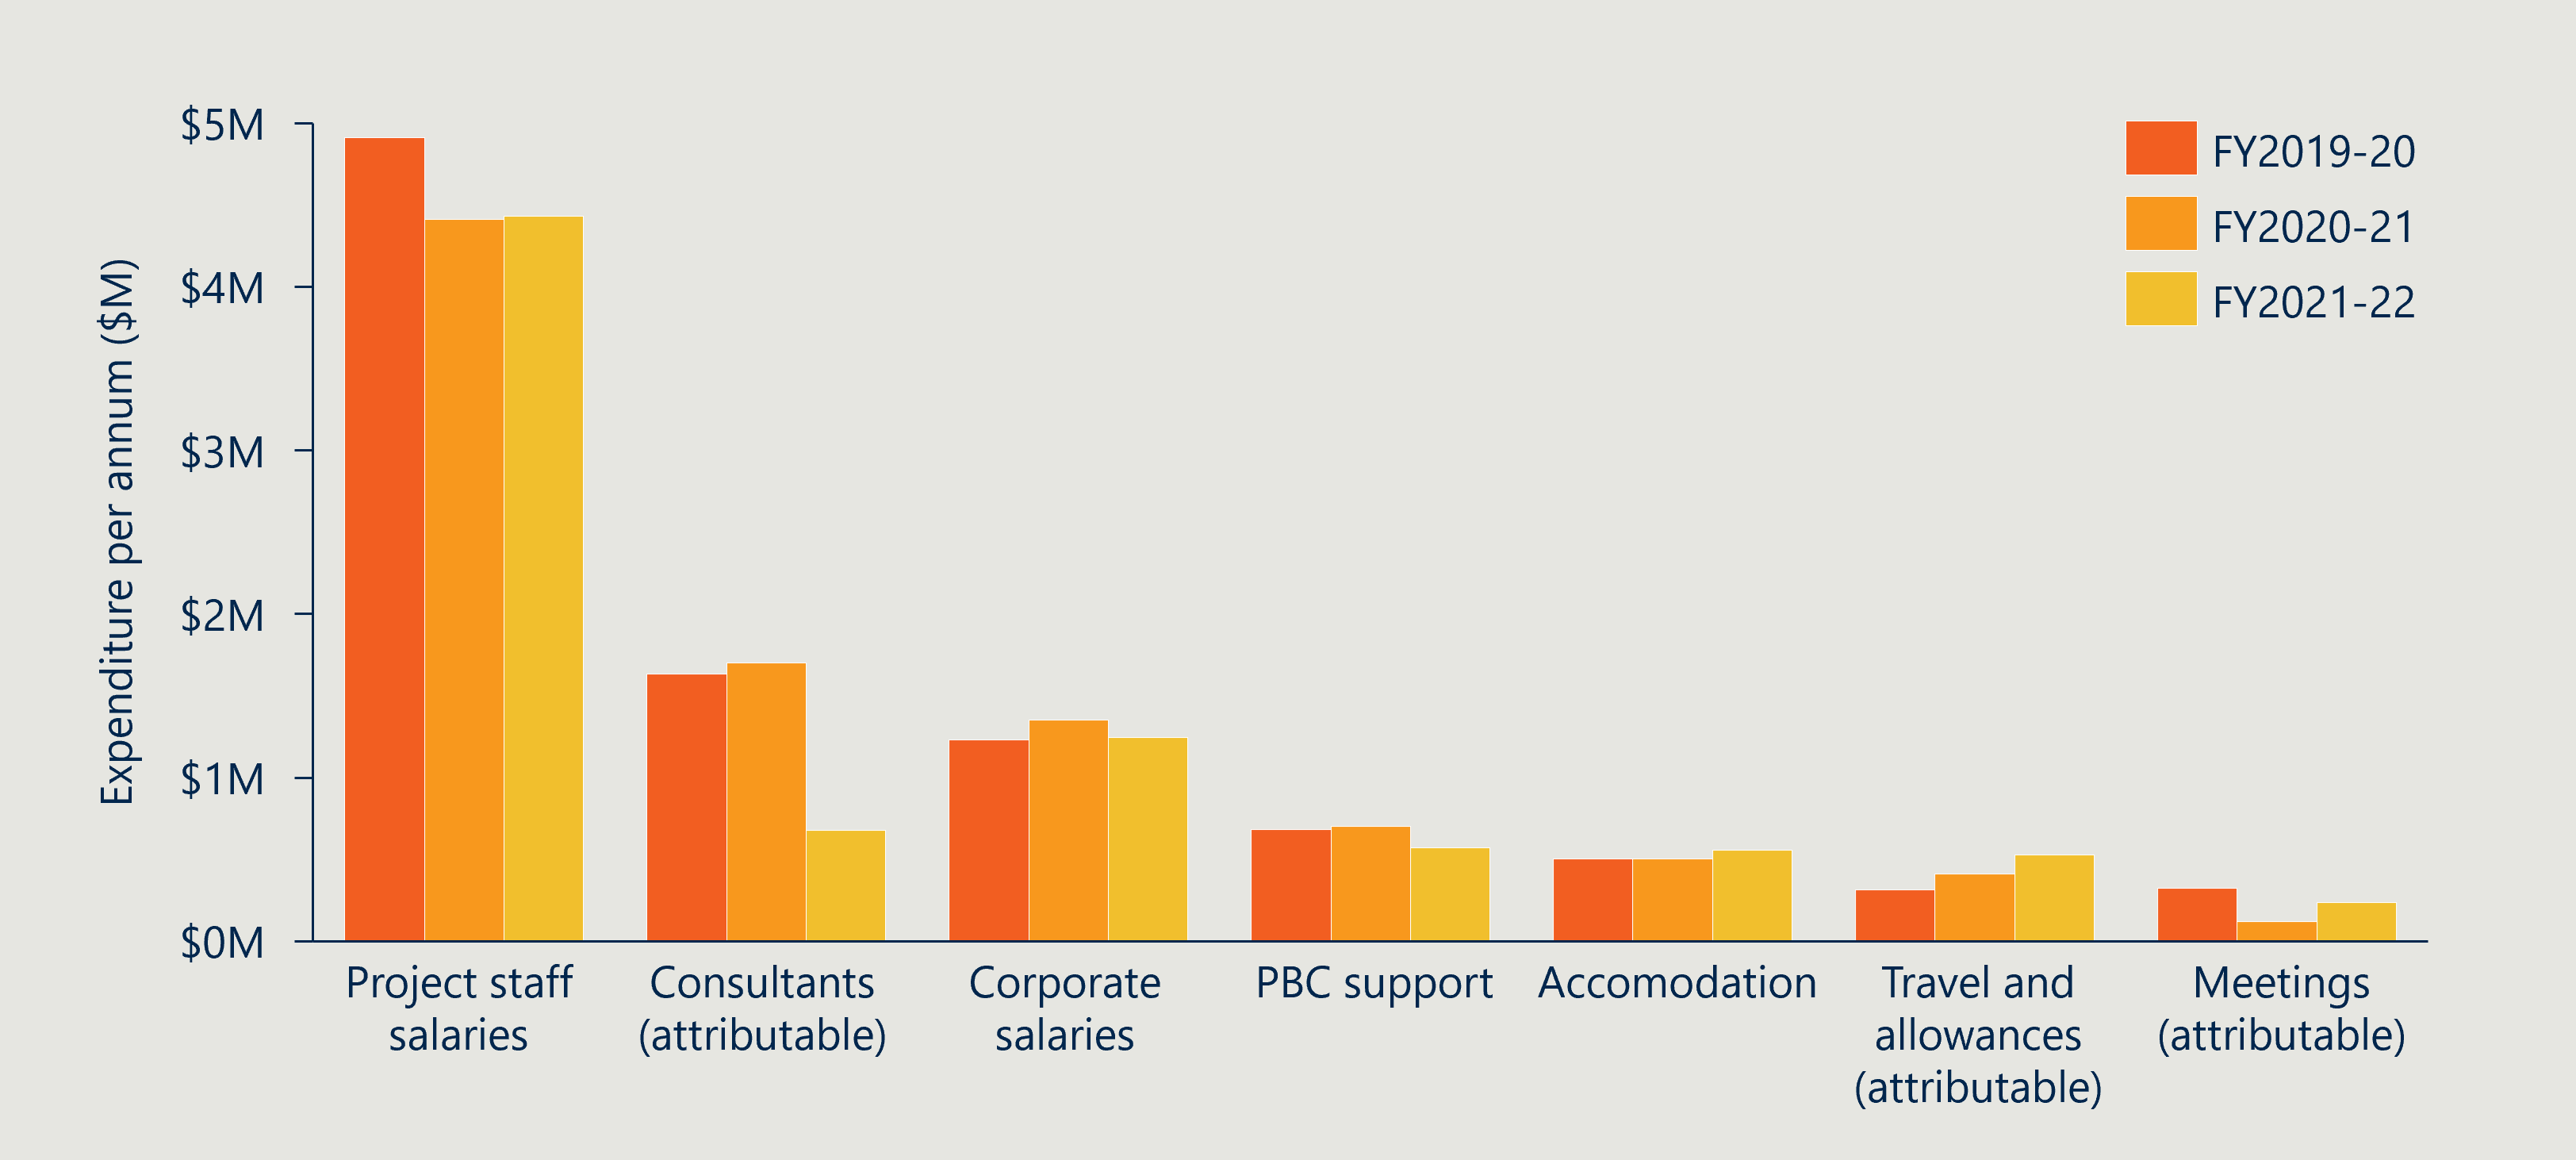 $5M
$4M
$3M
$2M
$1M
$0M
Expenditure per annum ($M)
FY2019-20
FY2020-21
FY2021-22
Project staff
salaries
Consultants
(attributable)
Corporate
salaries
PBC support
Accomodation
Travel and
allowances
(attributable)
Meetings
(attributable)